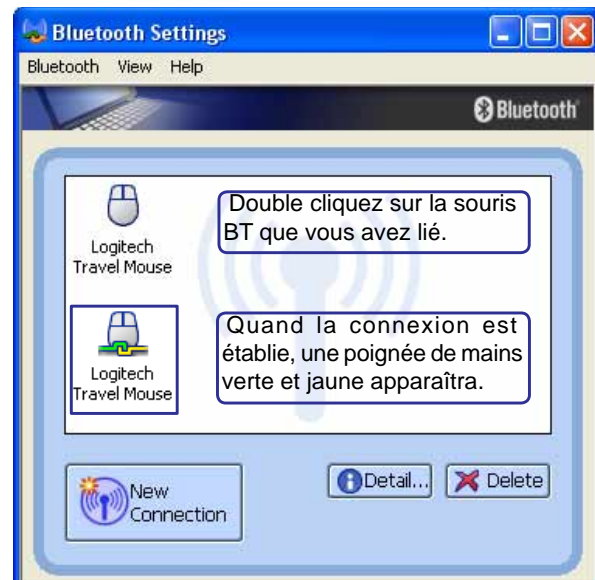 Bluetooth Settings
Bluetooth View Help
Bluetooth
Logitech
Travel Mouse
Double cliquez sur la souris
BT que vous avez lié.
Logitech
Travel Mouse
Quand la connexion est
établie, une poignée de mains
verte et jaune apparaîtra.
New
Connection
Detail...
Delete